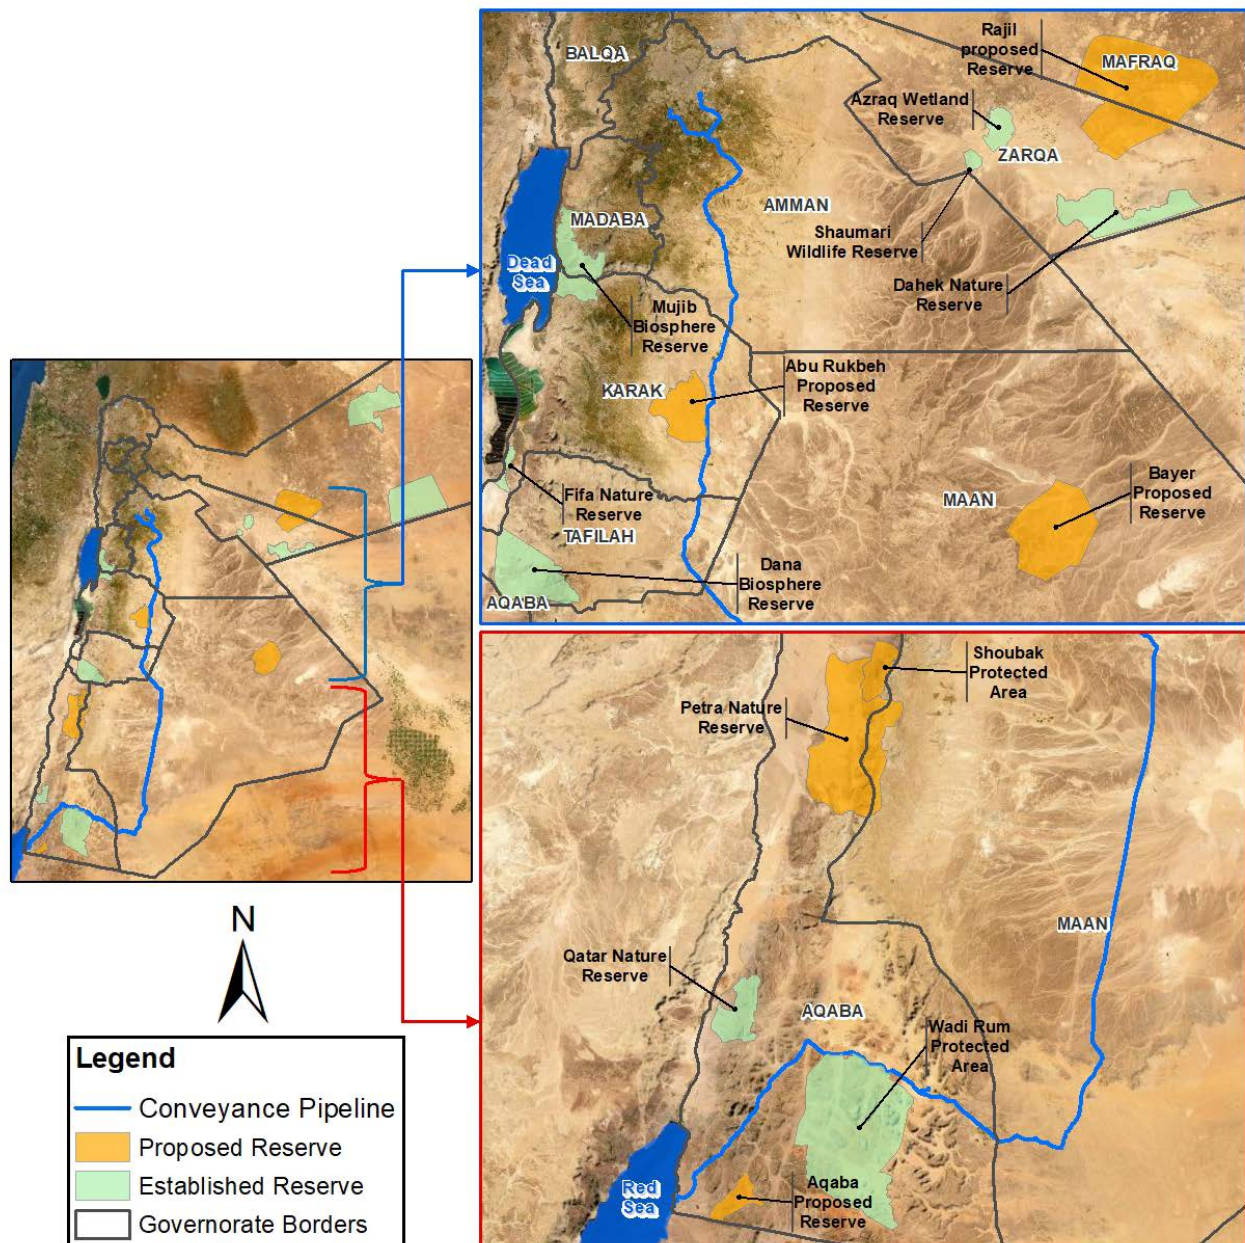 BALQA
Rajil
proposed
Reserve
MAFRAQ
Azraq Wetland
Reserve
ZARQA
MADABA
AMMAN
Shaumari
Wildlife Reserve
Dead
Sea
Dahek Nature
Reserve
Mujib
Biosphere
Reserve
KARAK
Abu Rukbeh
Proposed
Reserve
Fifa Nature
Reserve
MAAN
Bayer
Proposed
Reserve
TAFILAH
Dana
Biosphere
Reserve
AQABA
Shoubak
Protected
Area
Petra Nature
Reserve
MAAN
Qatar Nature
Reserve
AQABA
Wadi Rum
Protected
Area
Red
Sea
Aqaba
Proposed
Reserve
N
Legend
Conveyance Pipeline
Proposed Reserve
Established Reserve
Governorate Borders